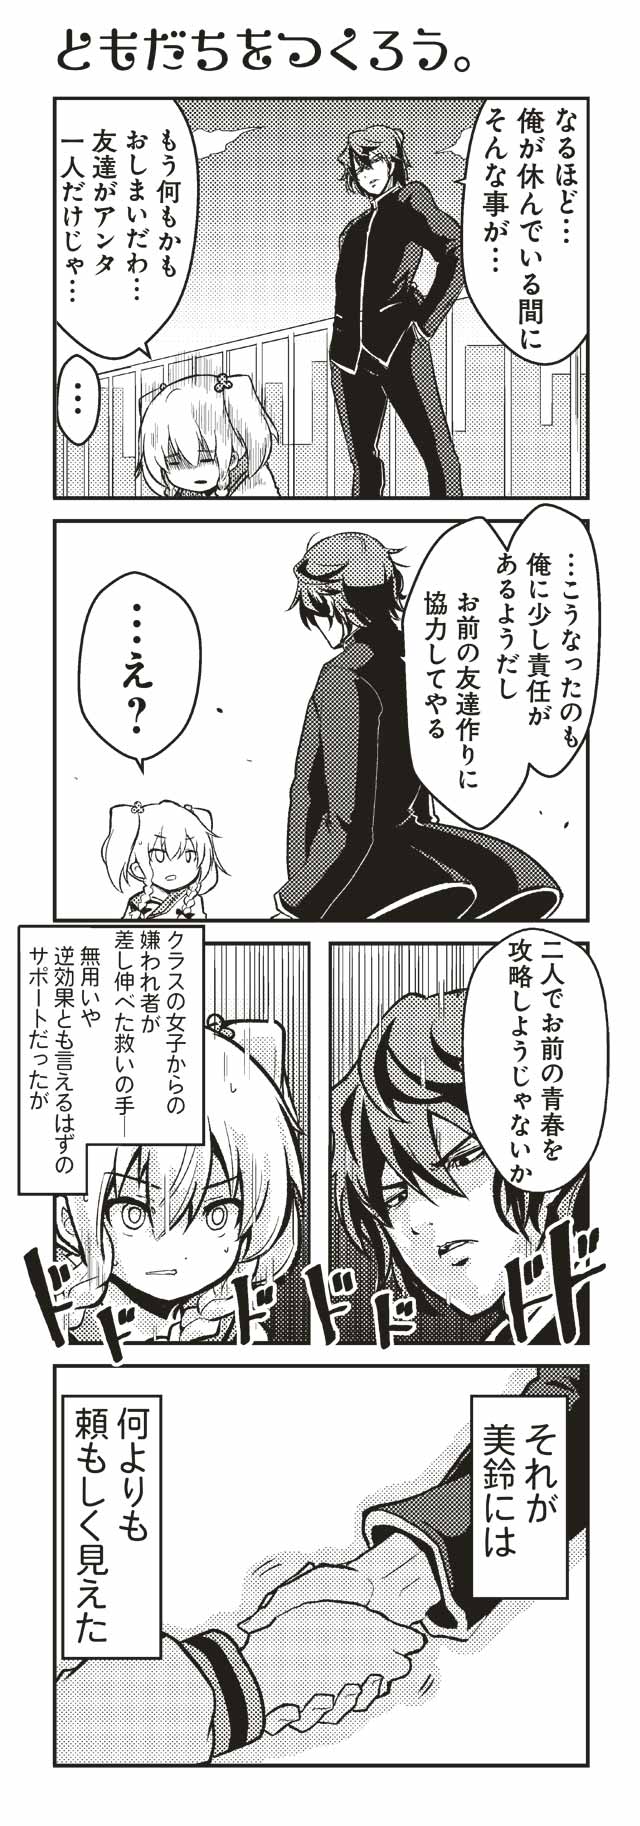 ともだちをつくろう。
なるほど…
俺が休んでいる間に
そんな事が…
もう何もかも
おしまいだわ…
友達がアンタ
一人だけじゃ…
…
…こうなったのも
俺に少し責任が
あるようだし
お前の友達作りに
協力してやる
…え?
二人でお前の青春を
攻略しようじゃないか
ドドド
ドドド
ドドド
クラスの女子からの
嫌われ者が
差し伸べた救いの手―
無用いや
逆効果とも言えるはずの
サポートだったが
それが
美鈴には
何よりも
頼もしく見えた